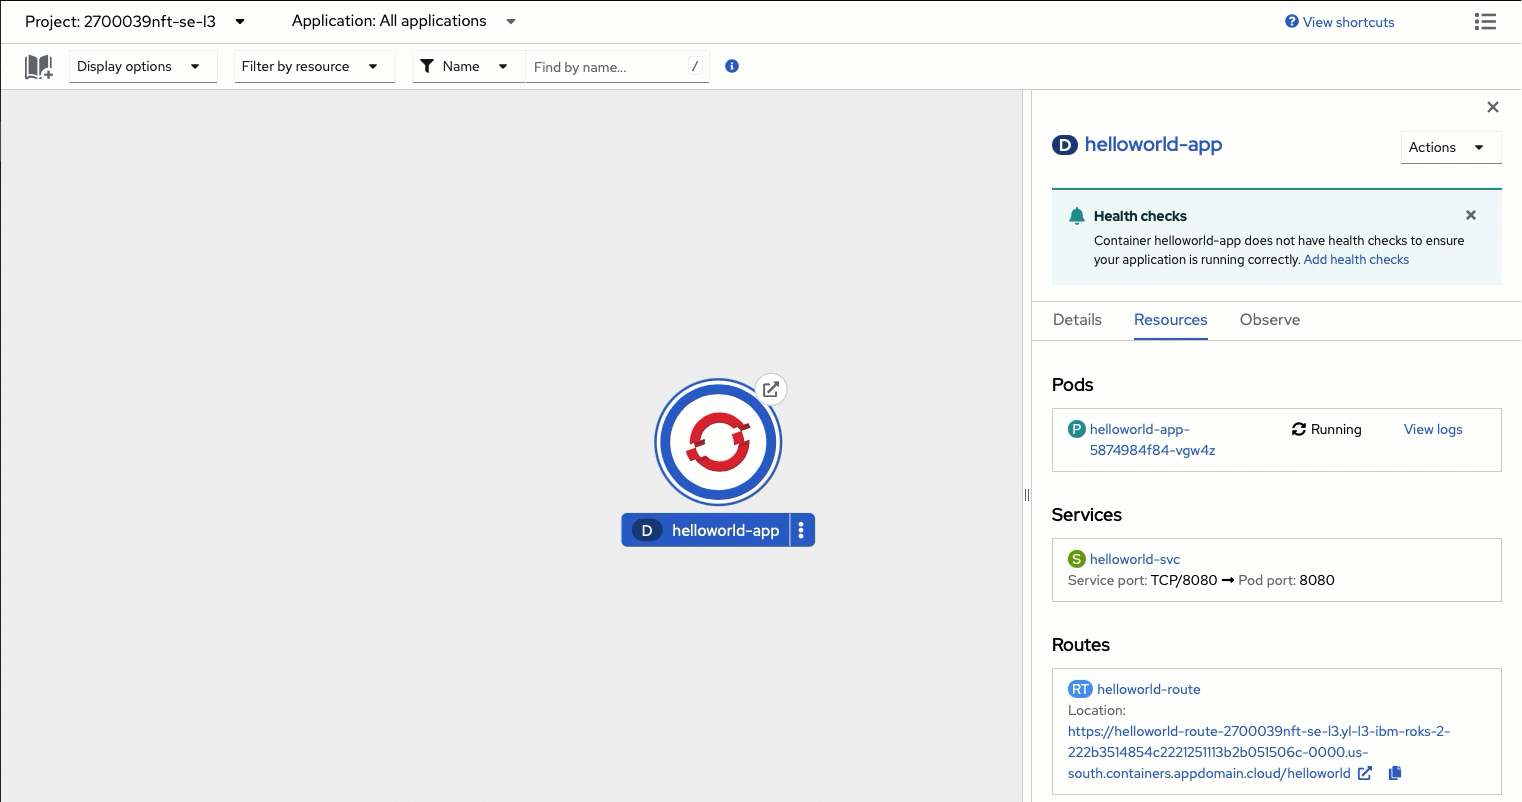 Project: 2700039nft-se-l3
Application: All applications
View shortcuts
Display options
Filter by resource
Name
Find by name...
/
D helloworld-app
Actions
Health checks
Container helloworld-app does not have health checks to ensure
your application is running correctly. Add health checks
Details
Resources
Observe
Pods
P helloworld-app-
5874984f84-vgw4z
Running
View logs
Services
S helloworld-svc
Service port: TCP/8080 → Pod port: 8080
Routes
RT helloworld-route
Location:
https://helloworld-route-2700039nft-se-l3.yl-l3-ibm-roks-2-
222b3514854c2221251113b2b051506c-0000.us-
south.containers.appdomain.cloud/helloworld
D helloworld-app